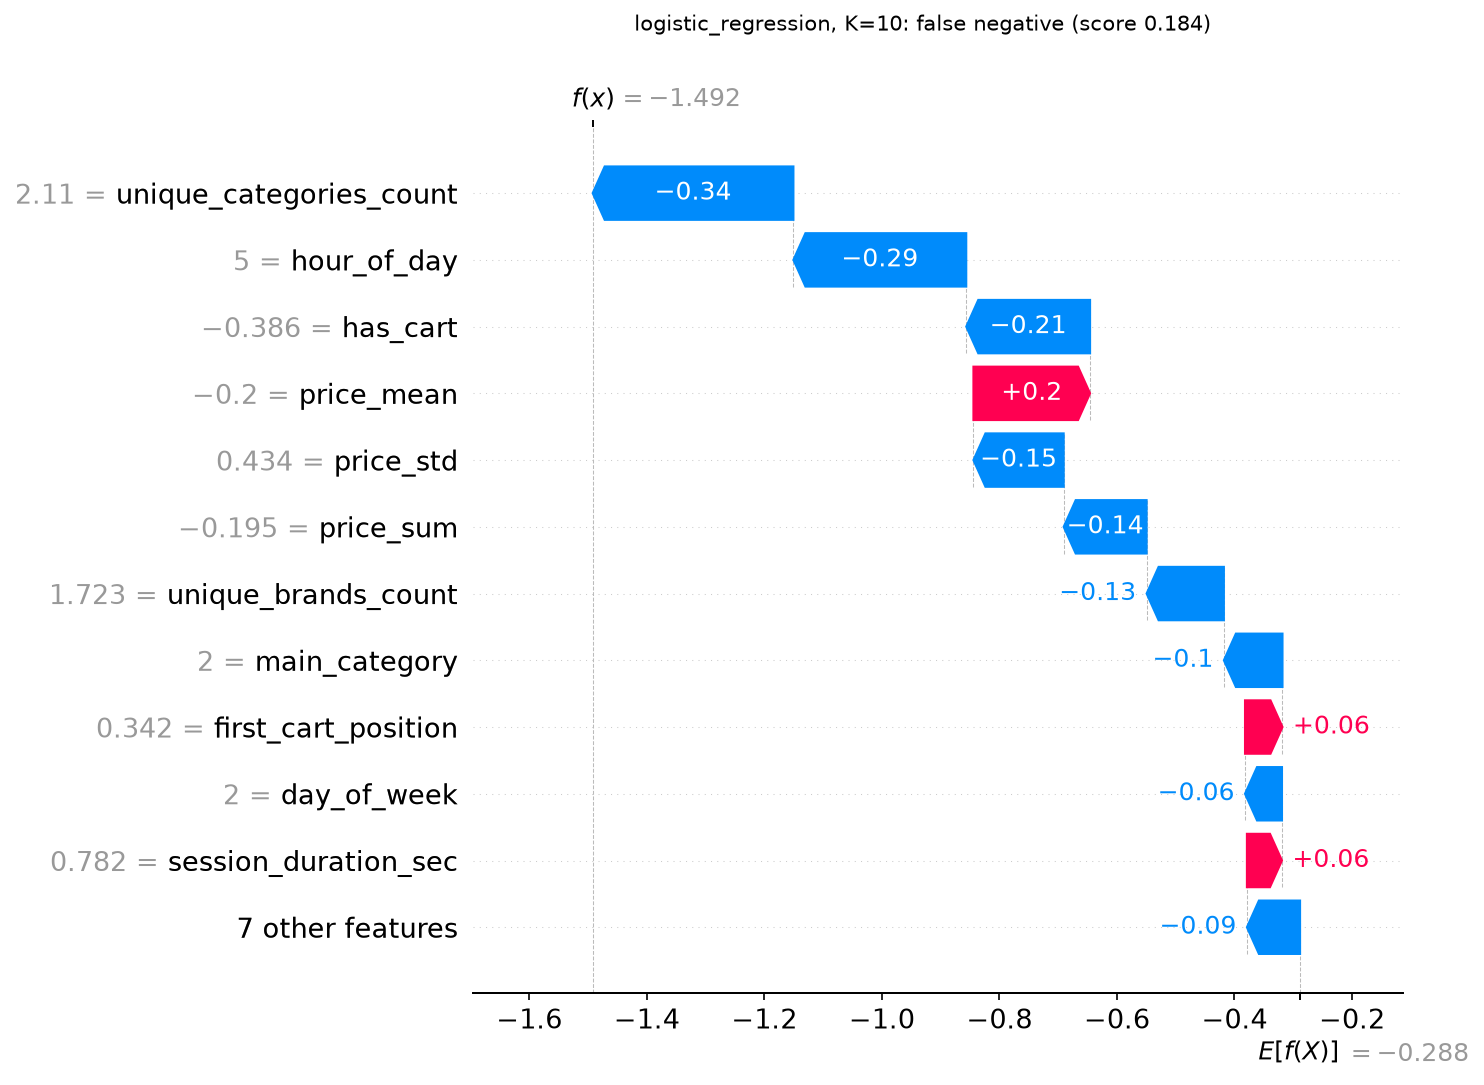 logistic_regression, K=10: false negative (score 0.184)
f(x) = −1.492
2.11 = unique_categories_count −0.34
5 = hour_of_day −0.29
−0.386 = has_cart −0.21
−0.2 = price_mean +0.2
0.434 = price_std −0.15
−0.195 = price_sum −0.14
1.723 = unique_brands_count −0.13
2 = main_category −0.1
0.342 = first_cart_position +0.06
2 = day_of_week −0.06
0.782 = session_duration_sec +0.06
7 other features −0.09
−1.6 −1.4 −1.2 −1.0 −0.8 −0.6 −0.4 −0.2
E[f(X)] = −0.288